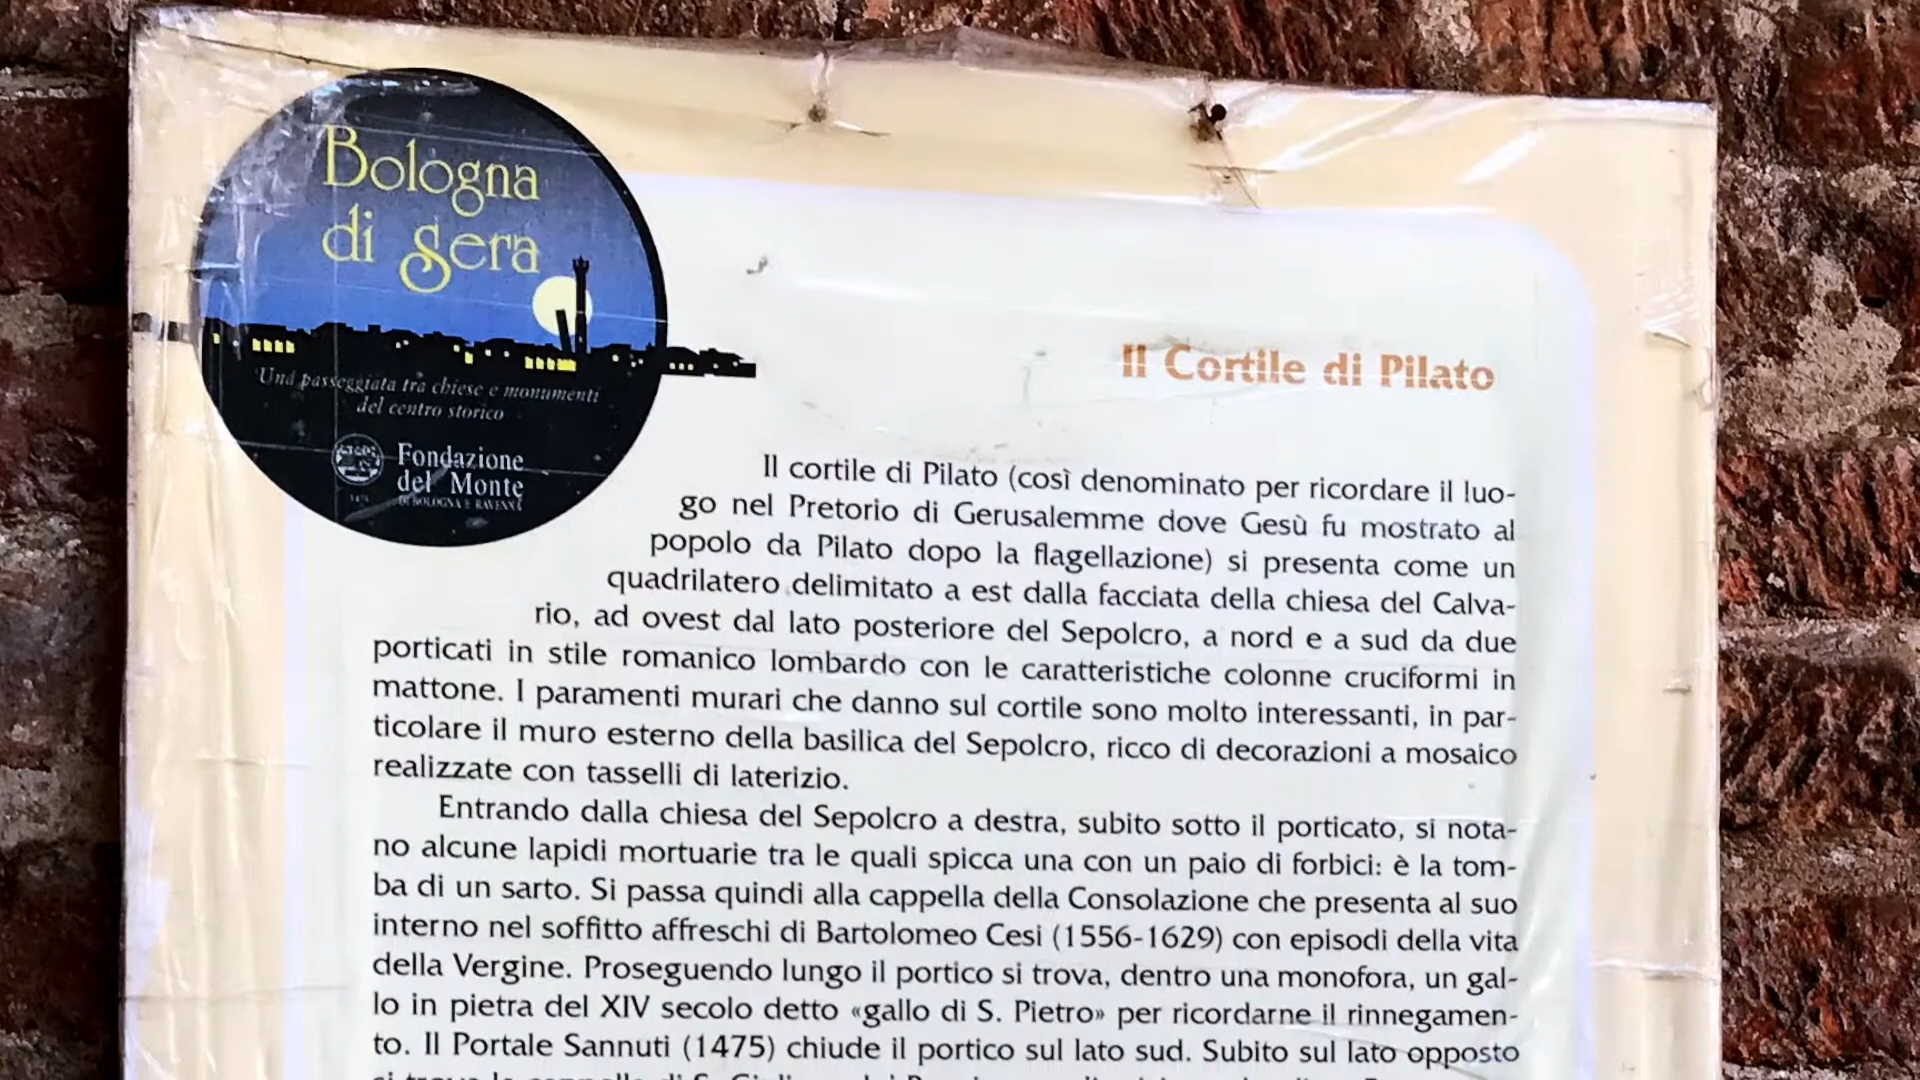 Bologna
di Sera
Una passeggiata tra chiese e monumenti
del centro storico
Fondazione
del Monte
DI BOLOGNA E RAVENNA
Il Cortile di Pilato
Il cortile di Pilato (così denominato per ricordare il luo-
go nel Pretorio di Gerusalemme dove Gesù fu mostrato al
popolo da Pilato dopo la flagellazione) si presenta come un
quadrilatero delimitato a est dalla facciata della chiesa del Calva-
rio, ad ovest dal lato posteriore del Sepolcro, a nord e a sud da due
porticati in stile romanico lombardo con le caratteristiche colonne cruciformi in
mattone. I paramenti murari che danno sul cortile sono molto interessanti, in par-
ticolare il muro esterno della basilica del Sepolcro, ricco di decorazioni a mosaico
realizzate con tasselli di laterizio.
Entrando dalla chiesa del Sepolcro a destra, subito sotto il porticato, si nota-
no alcune lapidi mortuarie tra le quali spicca una con un paio di forbici: è la tom-
ba di un sarto. Si passa quindi alla cappella della Consolazione che presenta al suo
interno nel soffitto affreschi di Bartolomeo Cesi (1556-1629) con episodi della vita
della Vergine. Proseguendo lungo il portico si trova, dentro una monofora, un gal-
lo in pietra del XIV secolo detto «gallo di S. Pietro» per ricordarne il rinnegamen-
to. Il Portale Sannuti (1475) chiude il portico sul lato sud. Subito sul lato opposto